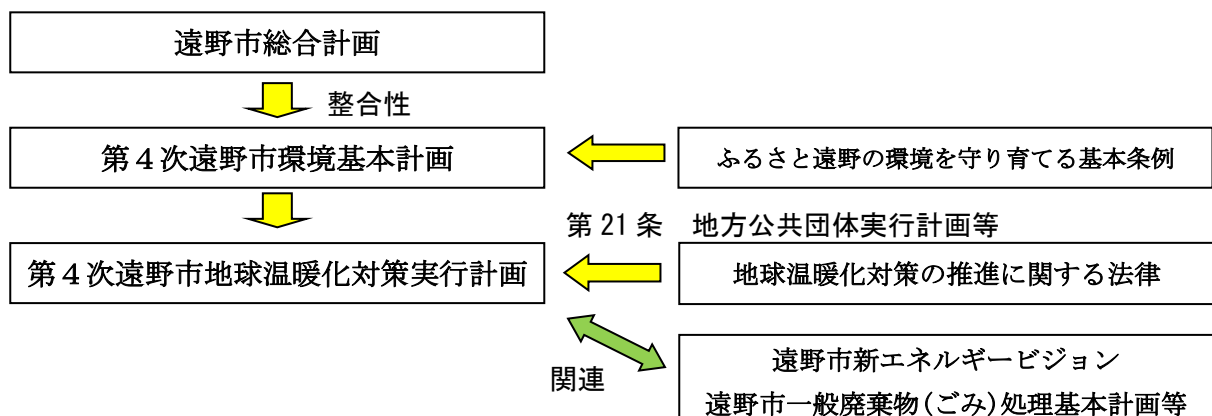 遠野市総合計画
整合性
第4次遠野市環境基本計画
ふるさと遠野の環境を守り育てる基本条例
第21条　地方公共団体実行計画等
第4次遠野市地球温暖化対策実行計画
地球温暖化対策の推進に関する法律
関連
遠野市新エネルギービジョン
遠野市一般廃棄物(ごみ)処理基本計画等